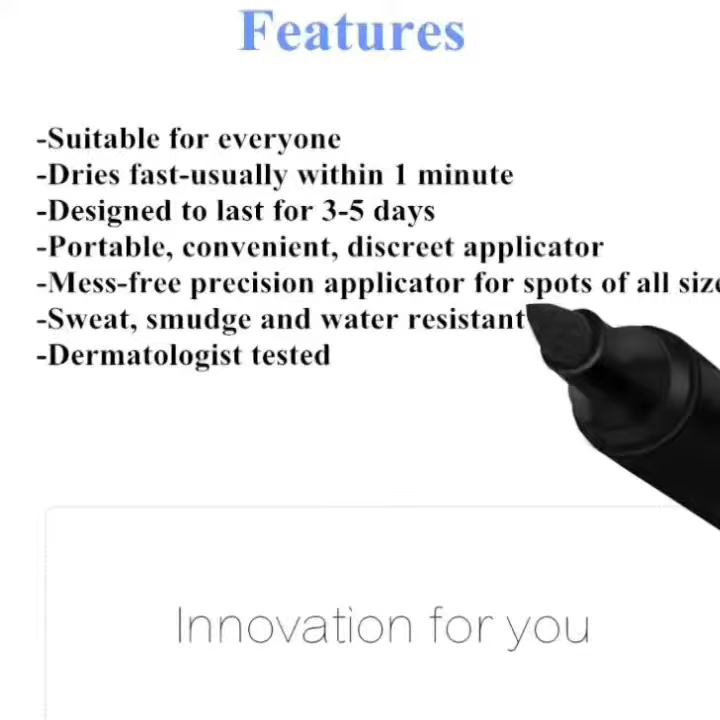 Features
-Suitable for everyone
-Dries fast-usually within 1 minute
-Designed to last for 3-5 days
-Portable, convenient, discreet applicator
-Mess-free precision applicator for spots of all
-Sweat, smudge and water resistant
-Dermatologist tested
Innovation for you